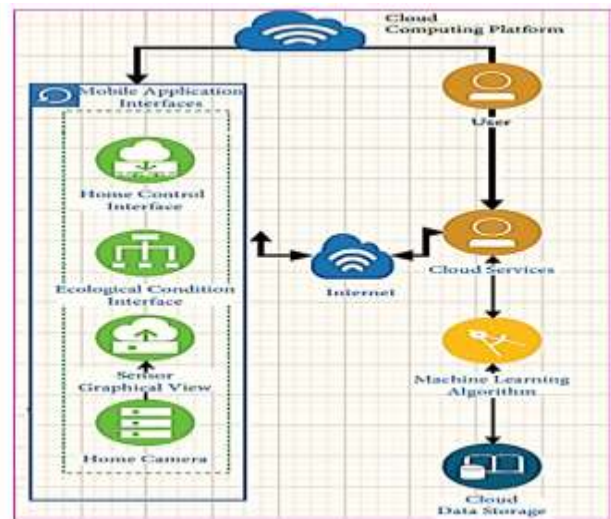 Cloud
Computing Platform
Mobile Application
Interfaces
User
Home Control
Interface
Cloud Services
Internet
Ecological Condition
Interface
Sensor
Graphical View
Machine Learning
Algorithm
Home Camera
Cloud
Data Storage